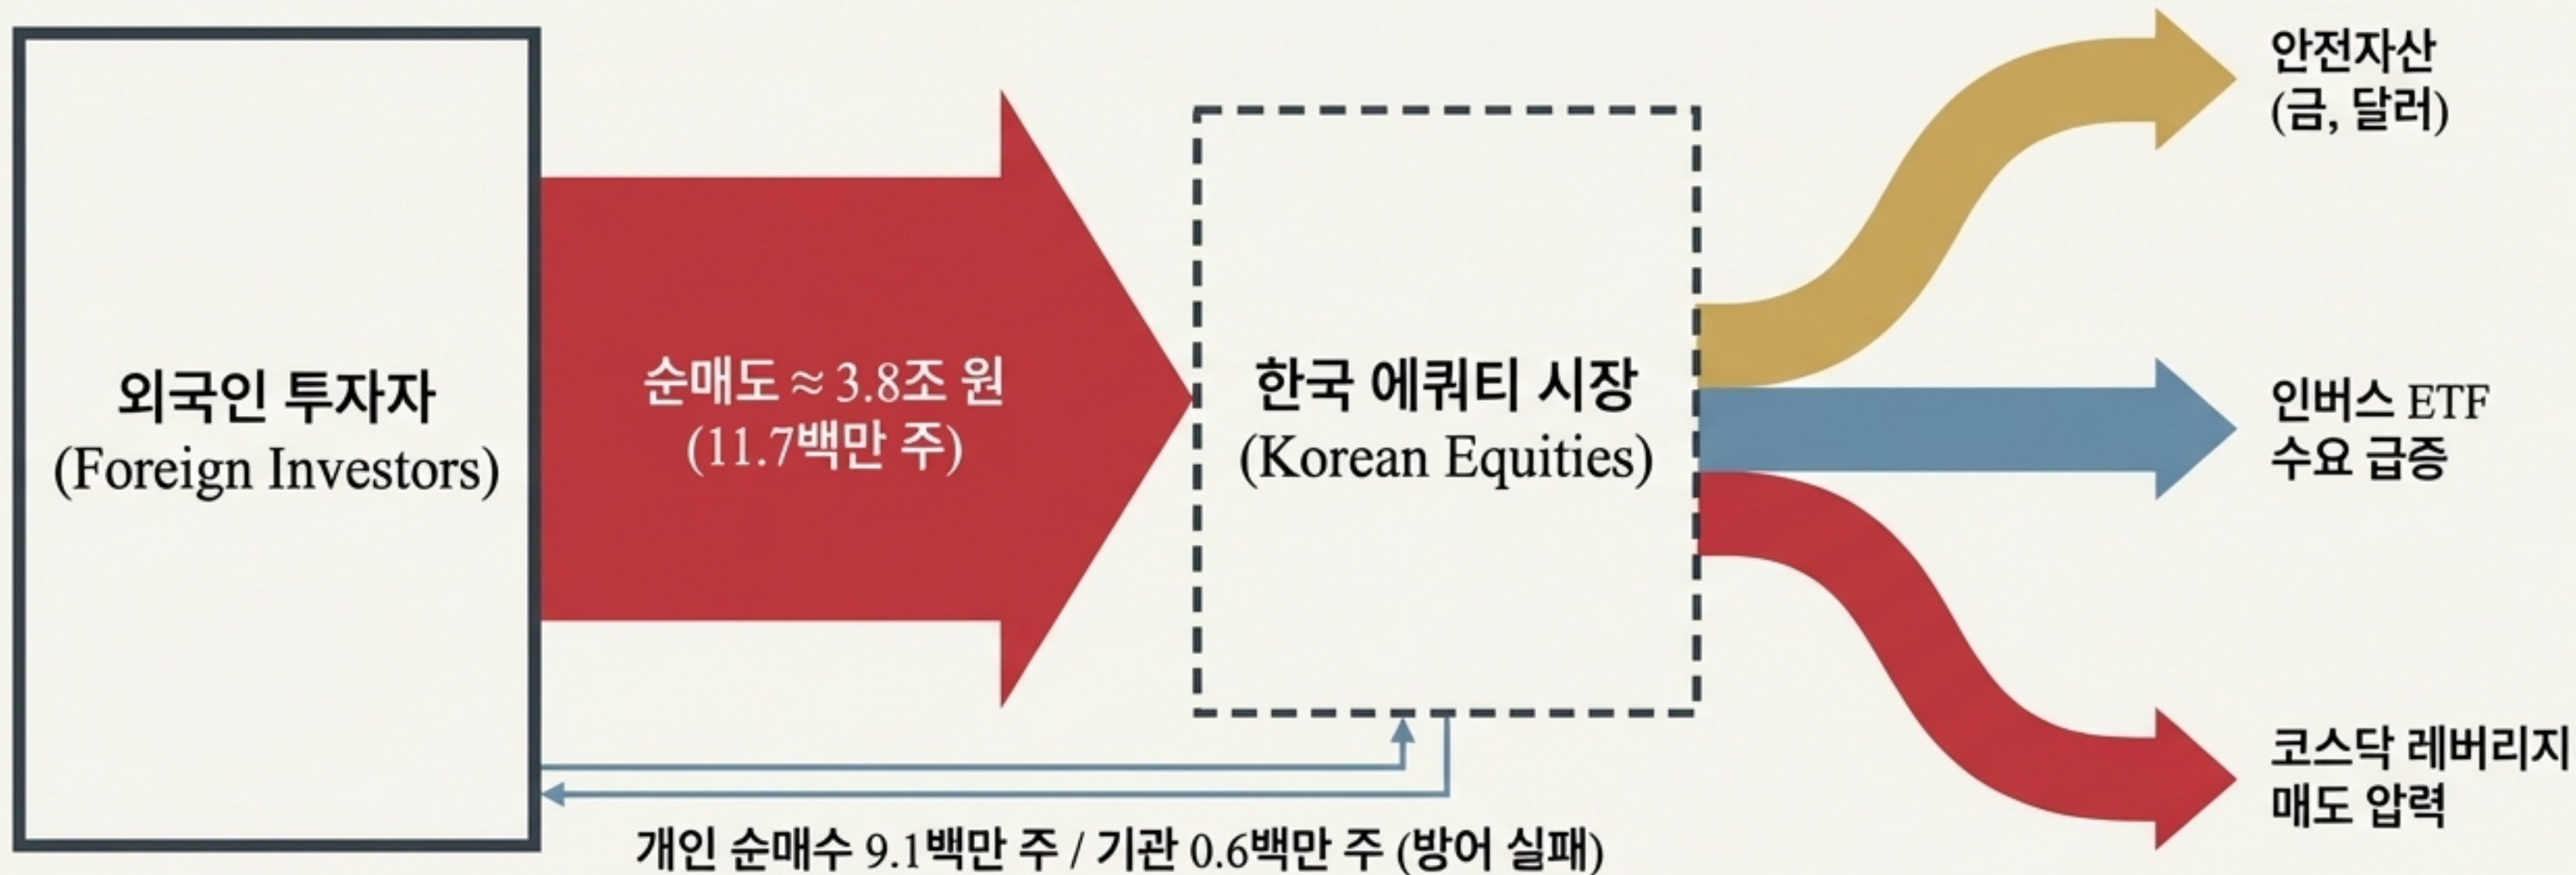 외국인 투자자
(Foreign Investors)
순매도 ≈ 3.8조 원
(11.7백만 주)
한국 에쿼티 시장
(Korean Equities)
안전자산
(금, 달러)
인버스 ETF
수요 급증
코스닥 레버리지
매도 압력
개인 순매수 9.1백만 주 / 기관 0.6백만 주 (방어 실패)